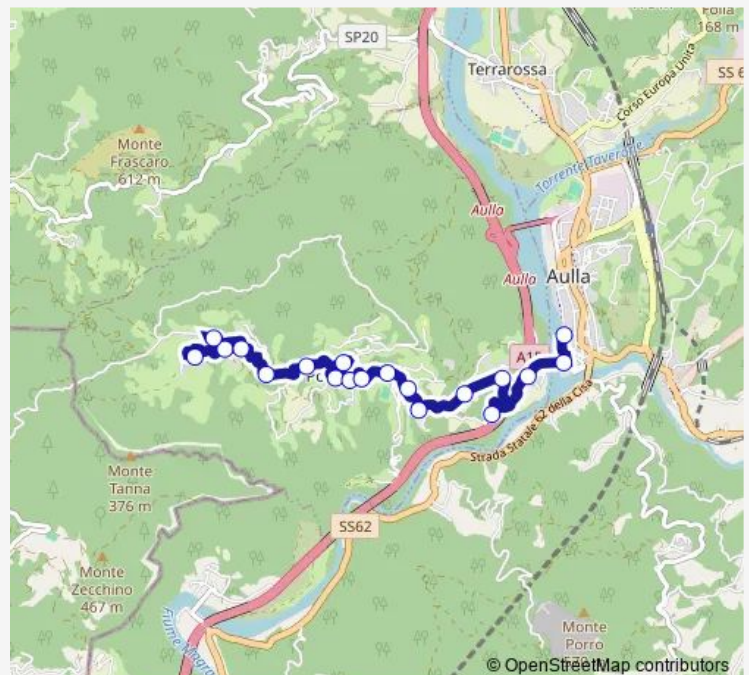 Folla
168 m
SP20
Terrarossa
Corso Europa Unita
SS 6
Monte
Frascaro
612 m
Torrente Taverone
Aulla
Aulla
Aulla
A15
Strada Statale 62 della Cisa
Monte
Tanna
376 m
SS62
Monte
Zecchino
467 m
Fiume Magra
Monte
Porro
© OpenStreetMap contributors